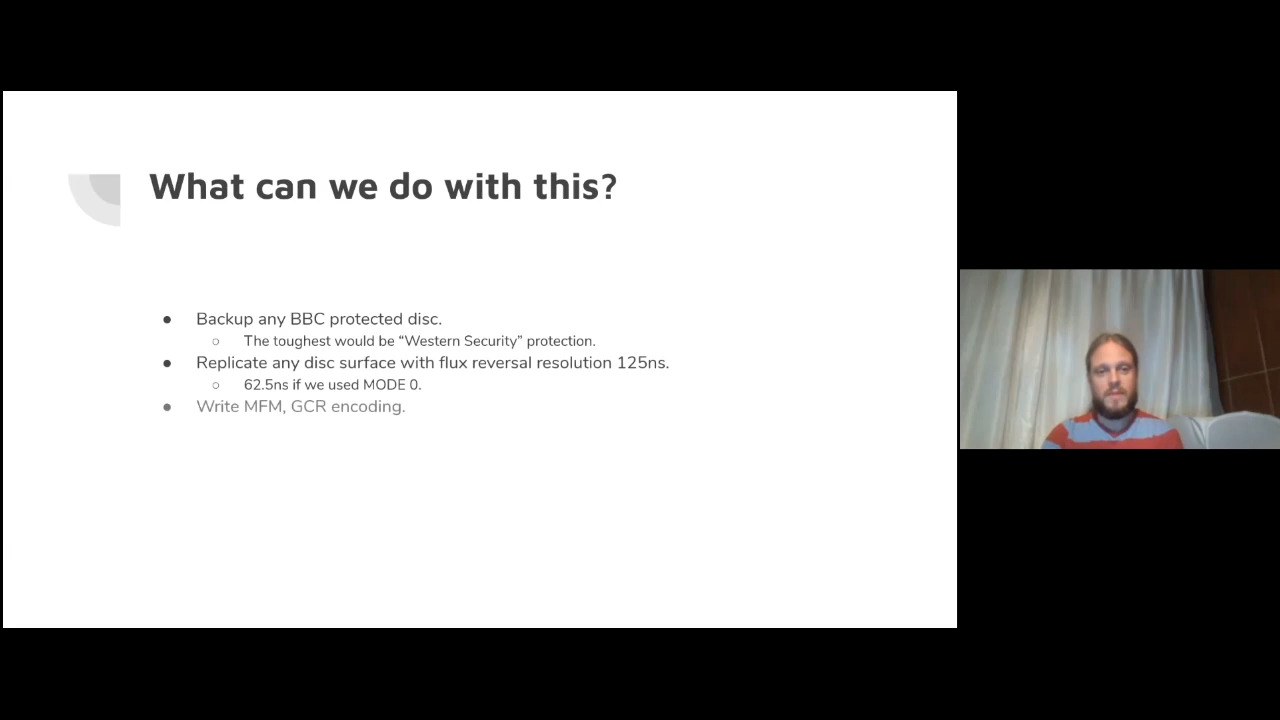 What can we do with this?
● Backup any BBC protected disc.
○ The toughest would be “Western Security” protection.
● Replicate any disc surface with flux reversal resolution 125ns.
○ 62.5ns if we used MODE 0.
● Write MFM, GCR encoding.